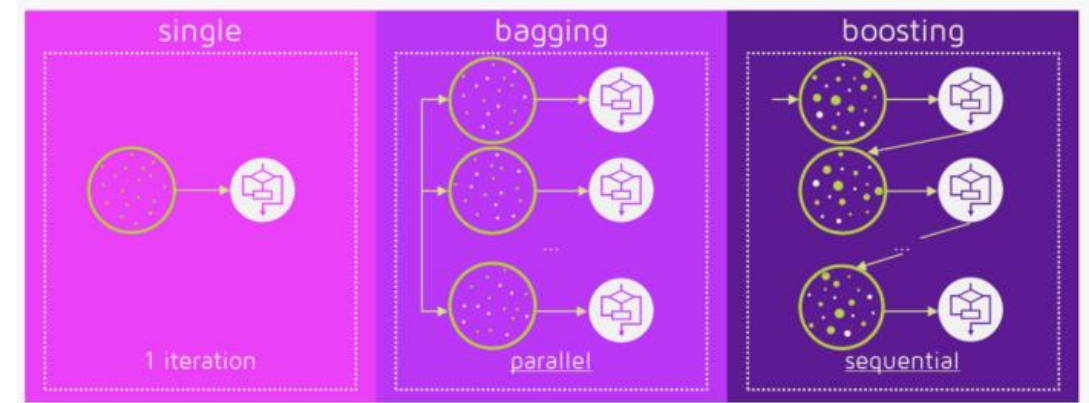 single
1 iteration
bagging
...
parallel
boosting
...
sequential